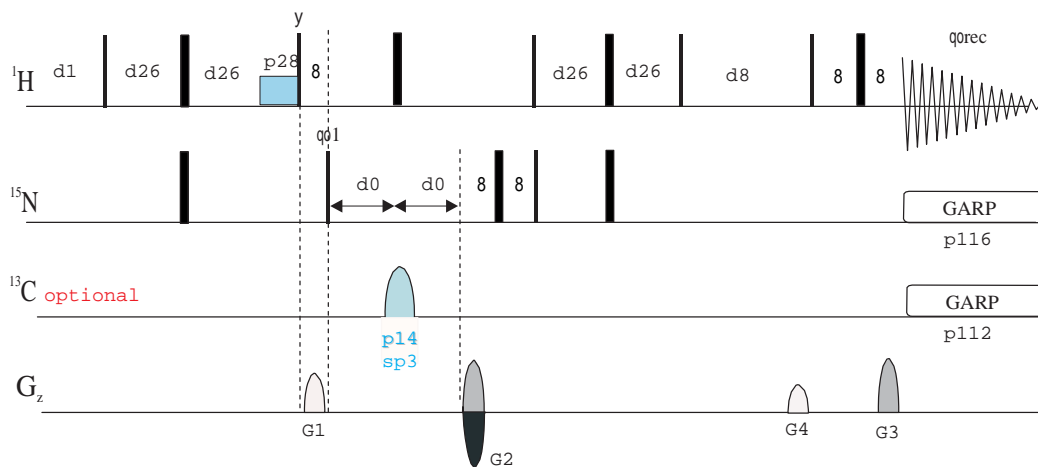 y
φrec
¹H
d1
d26
d26
p28
8
d26
d26
d8
8
8
φ1
¹⁵N
d0
d0
8
8
GARP
p116
¹³C optional
GARP
p112
p14
sp3
G_z
G1
G2
G4
G3